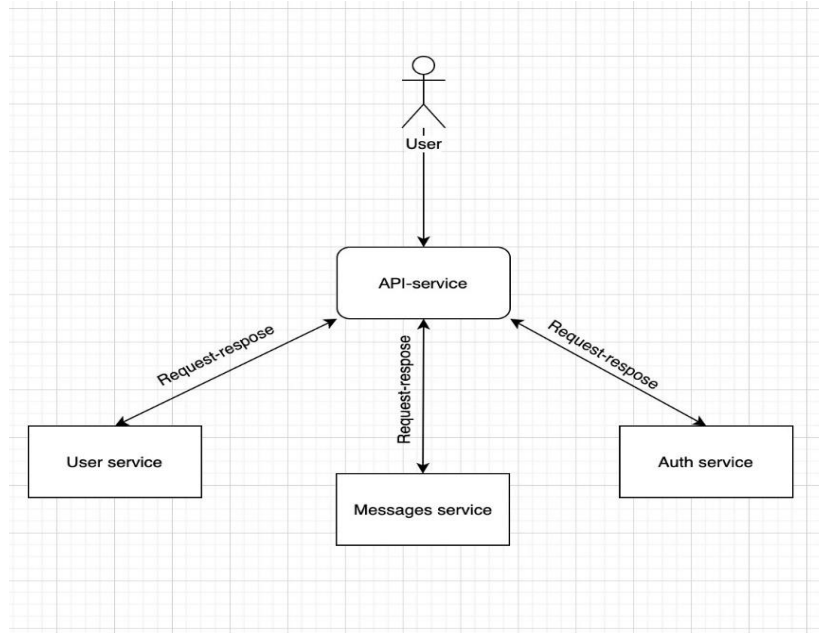 User
API-service
Request-respose
Request-respose
Request-respose
User service
Messages service
Auth service